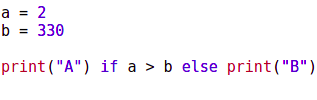 a = 2
b = 330
print("A") if a > b else print("B")